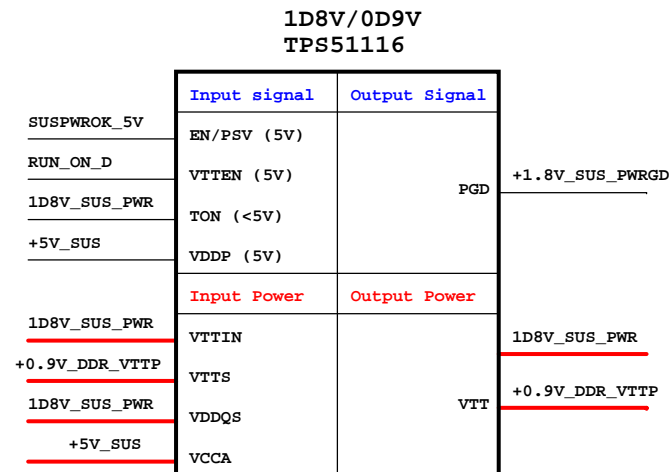 1D8V/0D9V
TPS51116
Input signal Output Signal
SUSPWROK_5V
EN/PSV (5V)
RUN_ON_D
VTTEN (5V)
+1.8V_SUS_PWRGD
PGD
1D8V_SUS_PWR
TON (<5V)
+5V_SUS
VDDP (5V)
Input Power Output Power
1D8V_SUS_PWR
VTTIN
1D8V_SUS_PWR
+0.9V_DDR_VTTP
VTTS
+0.9V_DDR_VTTP
VTT
1D8V_SUS_PWR
VDDQS
+5V_SUS
VCCA